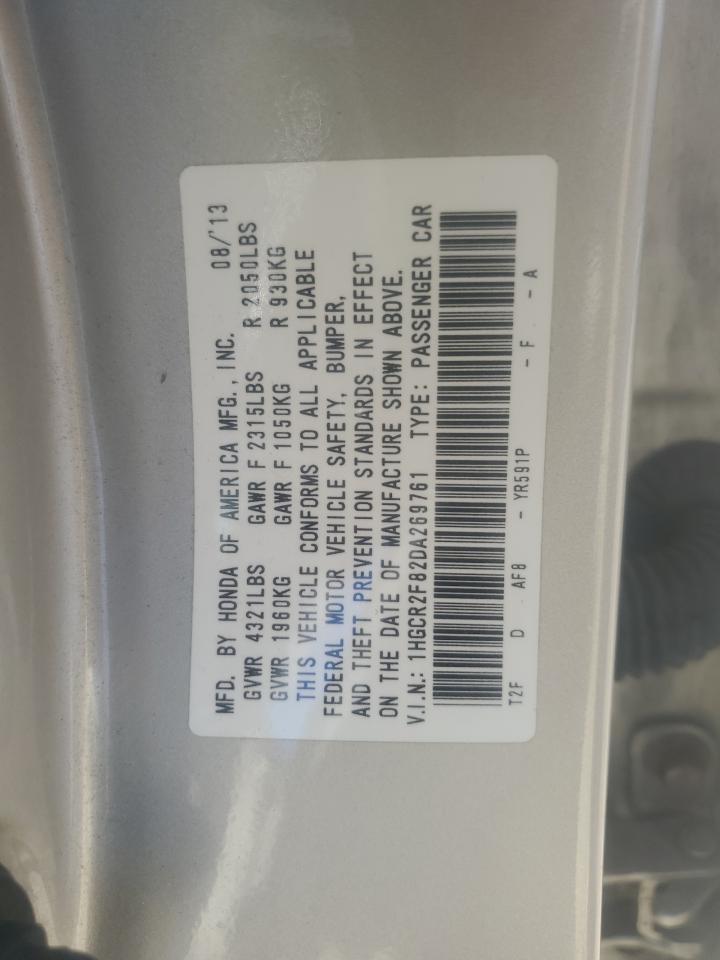 MFD. BY HONDA OF AMERICA MFG., INC. 08/'13
GVWR 4321LBS GAWR F 2315LBS R 2050LBS
GVWR 1960KG GAWR F 1050KG R 930KG
THIS VEHICLE CONFORMS TO ALL APPLICABLE
FEDERAL MOTOR VEHICLE SAFETY, BUMPER,
AND THEFT PREVENTION STANDARDS IN EFFECT
ON THE DATE OF MANUFACTURE SHOWN ABOVE.
V.I.N.: 1HGCR2F82DA269761 TYPE: PASSENGER CAR
T2F D AF8 - YR591P - F - A